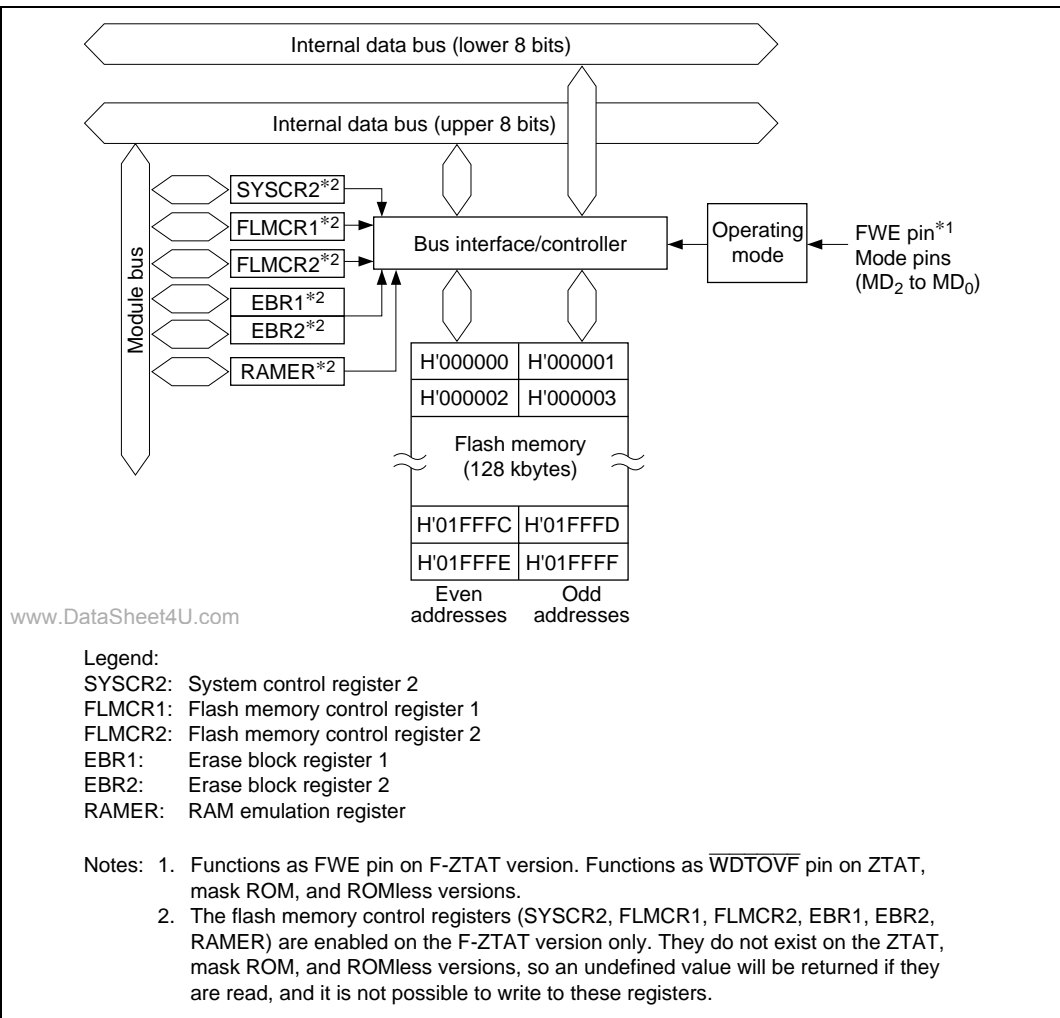 Internal data bus (lower 8 bits)
Internal data bus (upper 8 bits)
Module bus
SYSCR2*2
FLMCR1*2
FLMCR2*2
EBR1*2
EBR2*2
RAMER*2
Bus interface/controller
Operating
mode
FWE pin*1
Mode pins
(MD2 to MD0)
H'000000 H'000001
H'000002 H'000003
Flash memory
(128 kbytes)
H'01FFFC H'01FFFD
H'01FFFE H'01FFFF
Even addresses
Odd addresses
www.DataSheet4U.com
Legend:
SYSCR2: System control register 2
FLMCR1: Flash memory control register 1
FLMCR2: Flash memory control register 2
EBR1: Erase block register 1
EBR2: Erase block register 2
RAMER: RAM emulation register
Notes: 1. Functions as FWE pin on F-ZTAT version. Functions as WDTOVF pin on ZTAT,
mask ROM, and ROMless versions.
2. The flash memory control registers (SYSCR2, FLMCR1, FLMCR2, EBR1, EBR2,
RAMER) are enabled on the F-ZTAT version only. They do not exist on the ZTAT,
mask ROM, and ROMless versions, so an undefined value will be returned if they
are read, and it is not possible to write to these registers.